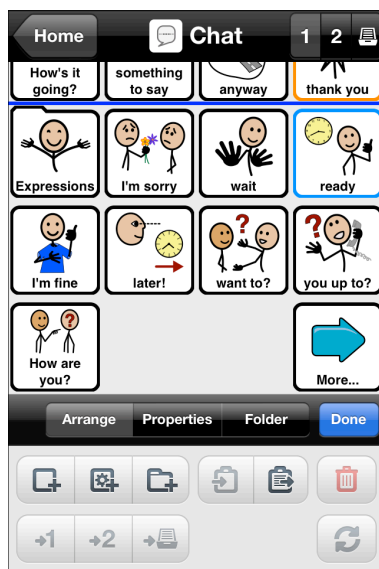 Home
Chat
1
2
How's it
going?
something
to say
anyway
thank you
Expressions
I'm sorry
wait
ready
I'm fine
later!
want to?
you up to?
How are
you?
More...
Arrange
Properties
Folder
Done
1
2